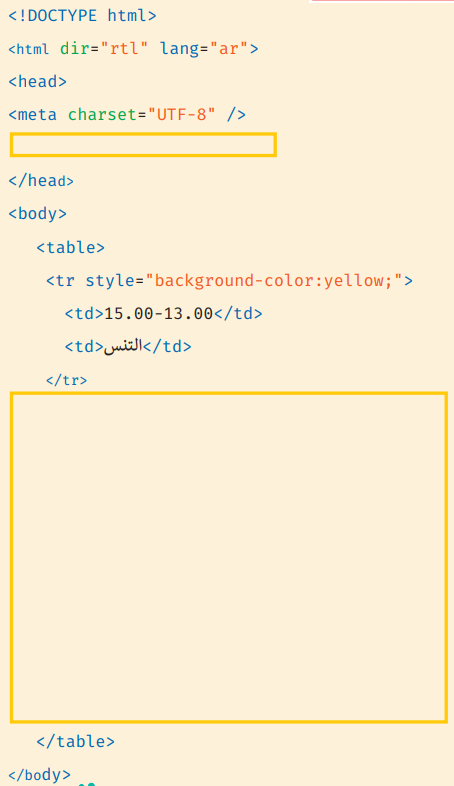 <!DOCTYPE html>
<html dir="rtl" lang="ar">
<head>
<meta charset="UTF-8" />
</head>
<body>
<table>
<tr style="background-color:yellow;">
<td>15.00-13.00</td>
<td>التنس</td>
</tr>
</table>
</body>